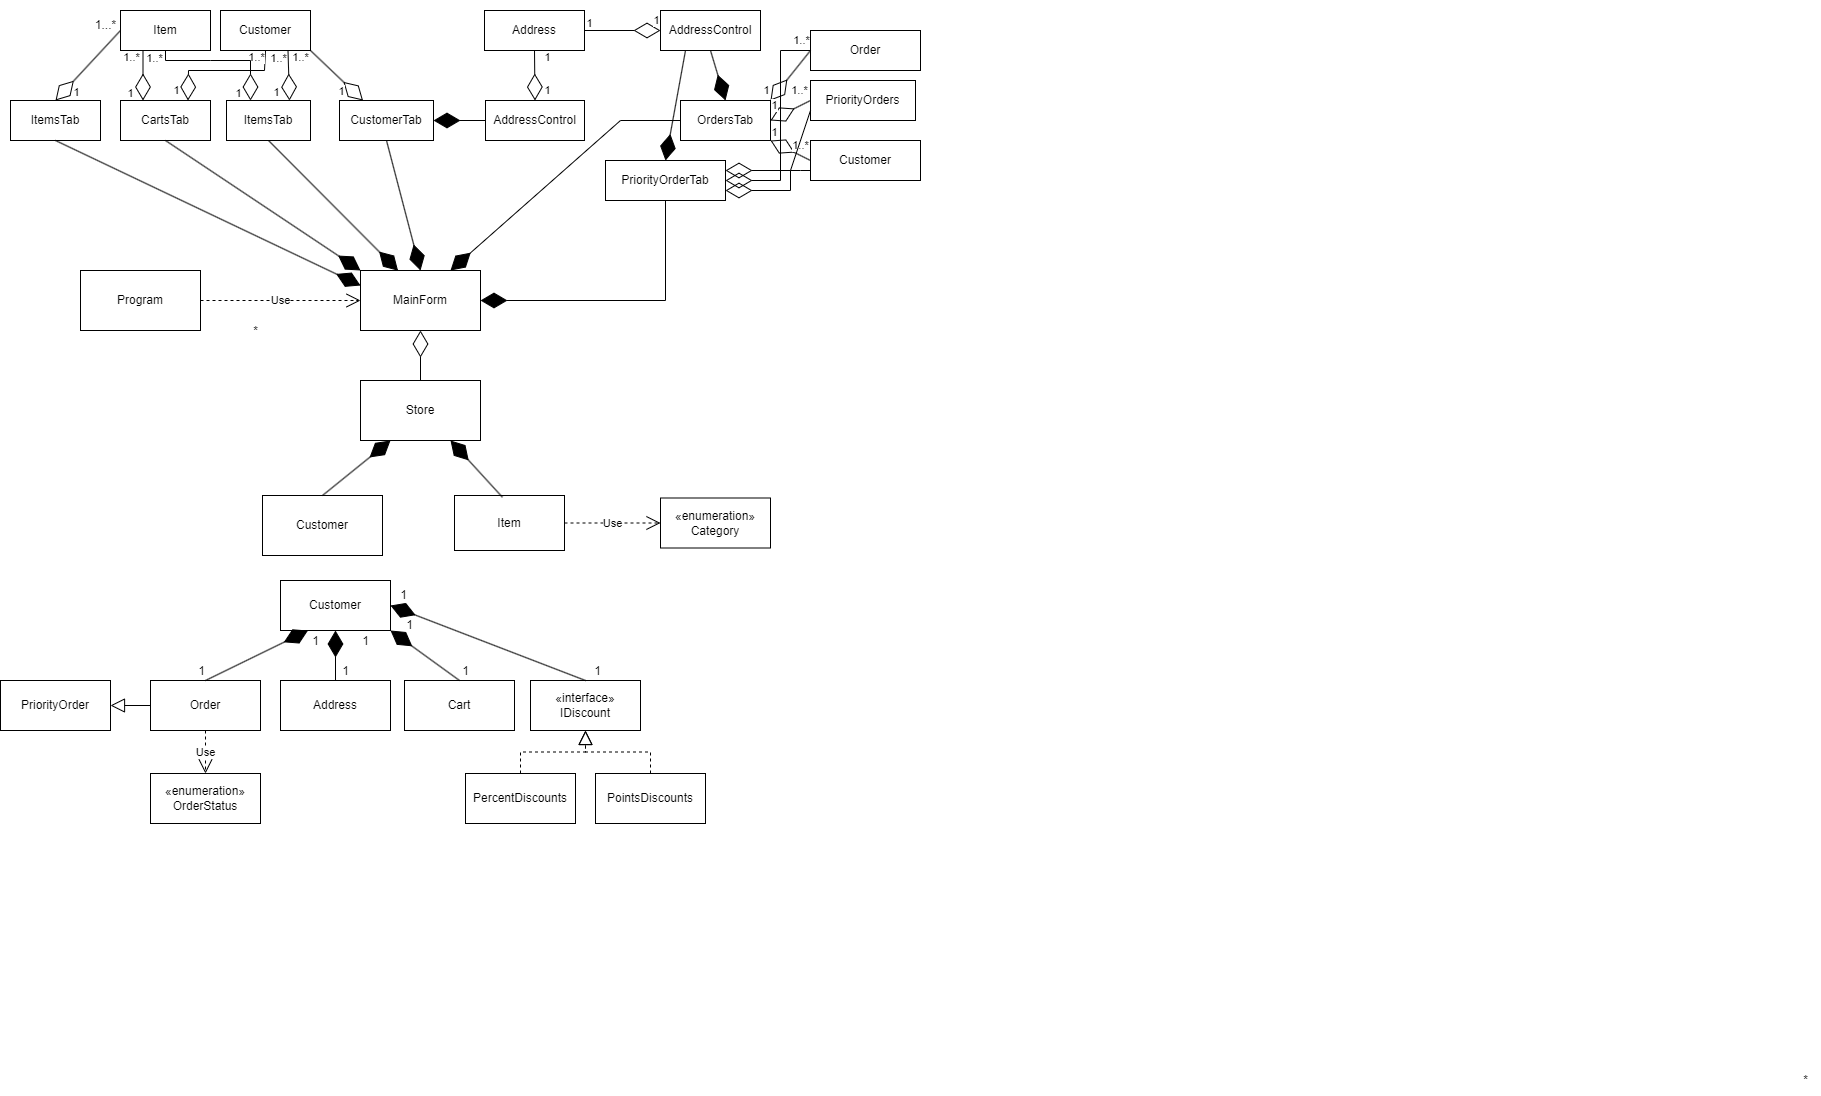 1...*
Item
Customer
Address
1
1
AddressControl
1..*
Order
1..*
1..*
1..*
1..*
1..*
1
1
1
1
1
1
1
1
1
1..*
PriorityOrders
1
ItemsTab
CartsTab
ItemsTab
CustomerTab
AddressControl
OrdersTab
1
1..*
Customer
PriorityOrderTab
Program
Use
MainForm
*
Store
Customer
Item
Use
«enumeration»
Category
Customer
1
1
1
1
1
1
1
1
PriorityOrder
Order
Address
Cart
«interface»
IDiscount
Use
«enumeration»
OrderStatus
PercentDiscounts
PointsDiscounts
*